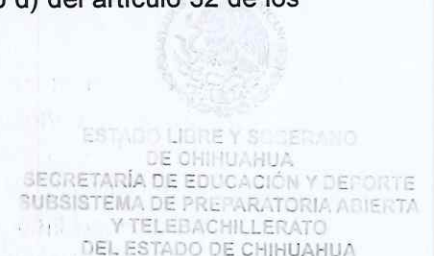 d) del artículo 32 de los
ESTADO LIBRE Y SOBERANO
DE CHIHUAHUA
SECRETARÍA DE EDUCACIÓN Y DEPORTE
SUBSISTEMA DE PREPARATORIA ABIERTA
Y TELEBACHILLERATO
DEL ESTADO DE CHIHUAHUA